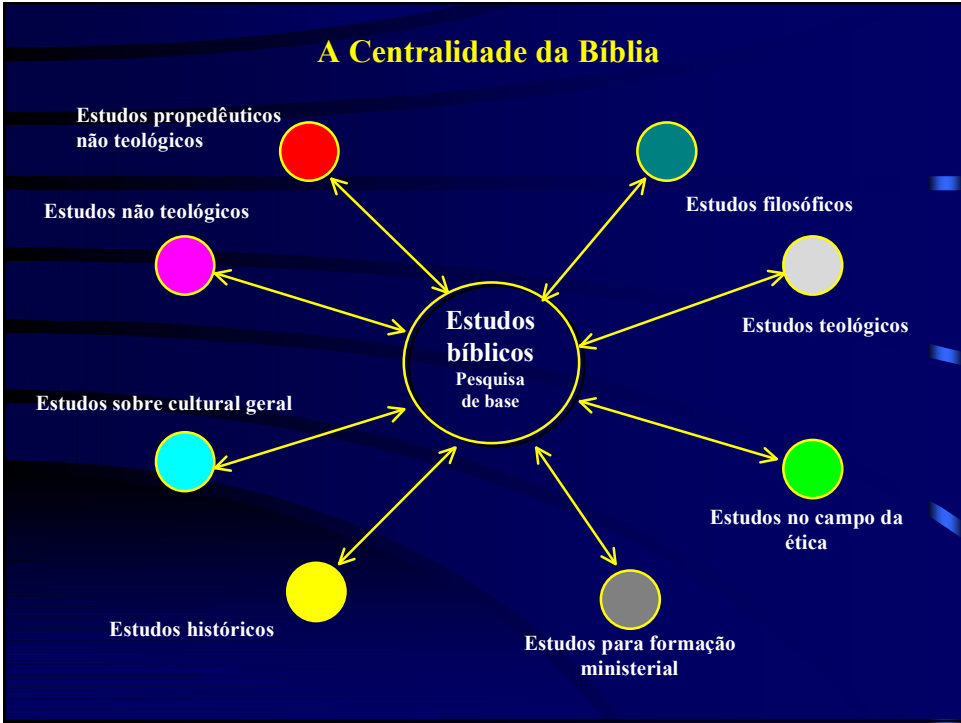 A Centralidade da Bíblia
Estudos propedêuticos
não teológicos
Estudos não teológicos
Estudos filosóficos
Estudos
bíblicos
Pesquisa
de base
Estudos teológicos
Estudos sobre cultural geral
Estudos no campo da
ética
Estudos históricos
Estudos para formação
ministerial